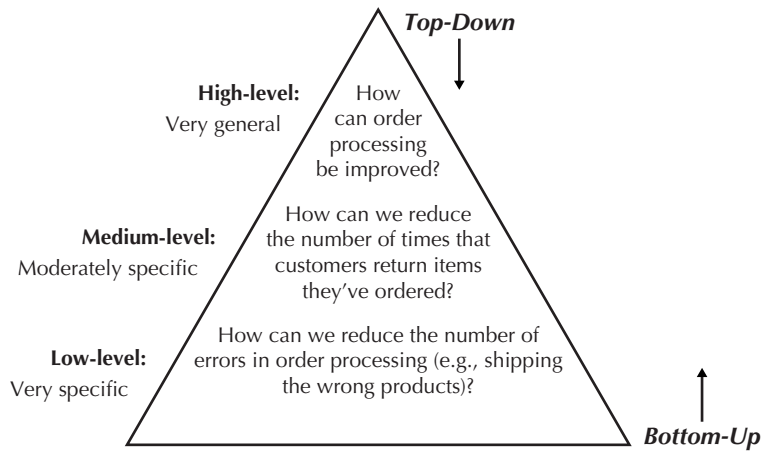 Top-Down
High-level:
Very general
How
can order
processing
be improved?
Medium-level:
Moderately specific
How can we reduce
the number of times that
customers return items
they've ordered?
Low-level:
Very specific
How can we reduce the number of
errors in order processing (e.g., shipping
the wrong products)?
Bottom-Up